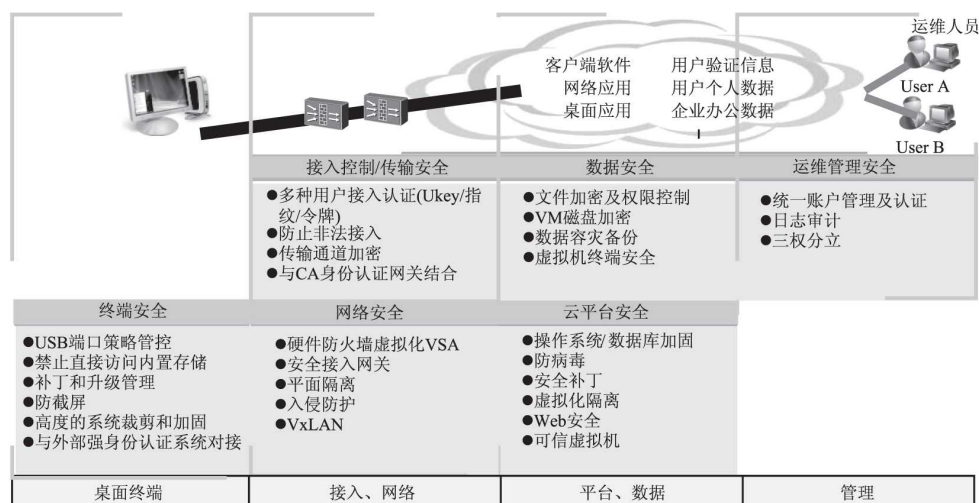 运维人员
客户端软件 用户验证信息
网络应用 用户个人数据
桌面应用 企业办公数据
User A
User B
接入控制/传输安全
●多种用户接入认证(Ukey/指
纹/令牌)
●防止非法接入
●传输通道加密
●与CA身份认证网关结合
数据安全
●文件加密及权限控制
●VM磁盘加密
●数据容灾备份
●虚拟机终端安全
运维管理安全
●统一账户管理及认证
●日志审计
●三权分立
终端安全
●USB端口策略管控
●禁止直接访问内置存储
●补丁和升级管理
●防截屏
●高度的系统裁剪和加固
●与外部强身份认证系统对接
网络安全
●硬件防火墙虚拟化VSA
●安全接入网关
●平面隔离
●入侵防护
●VxLAN
云平台安全
●操作系统/数据库加固
●防病毒
●安全补丁
●虚拟化隔离
●Web安全
●可信虚拟机
桌面终端 接入、网络 平台、数据 管理